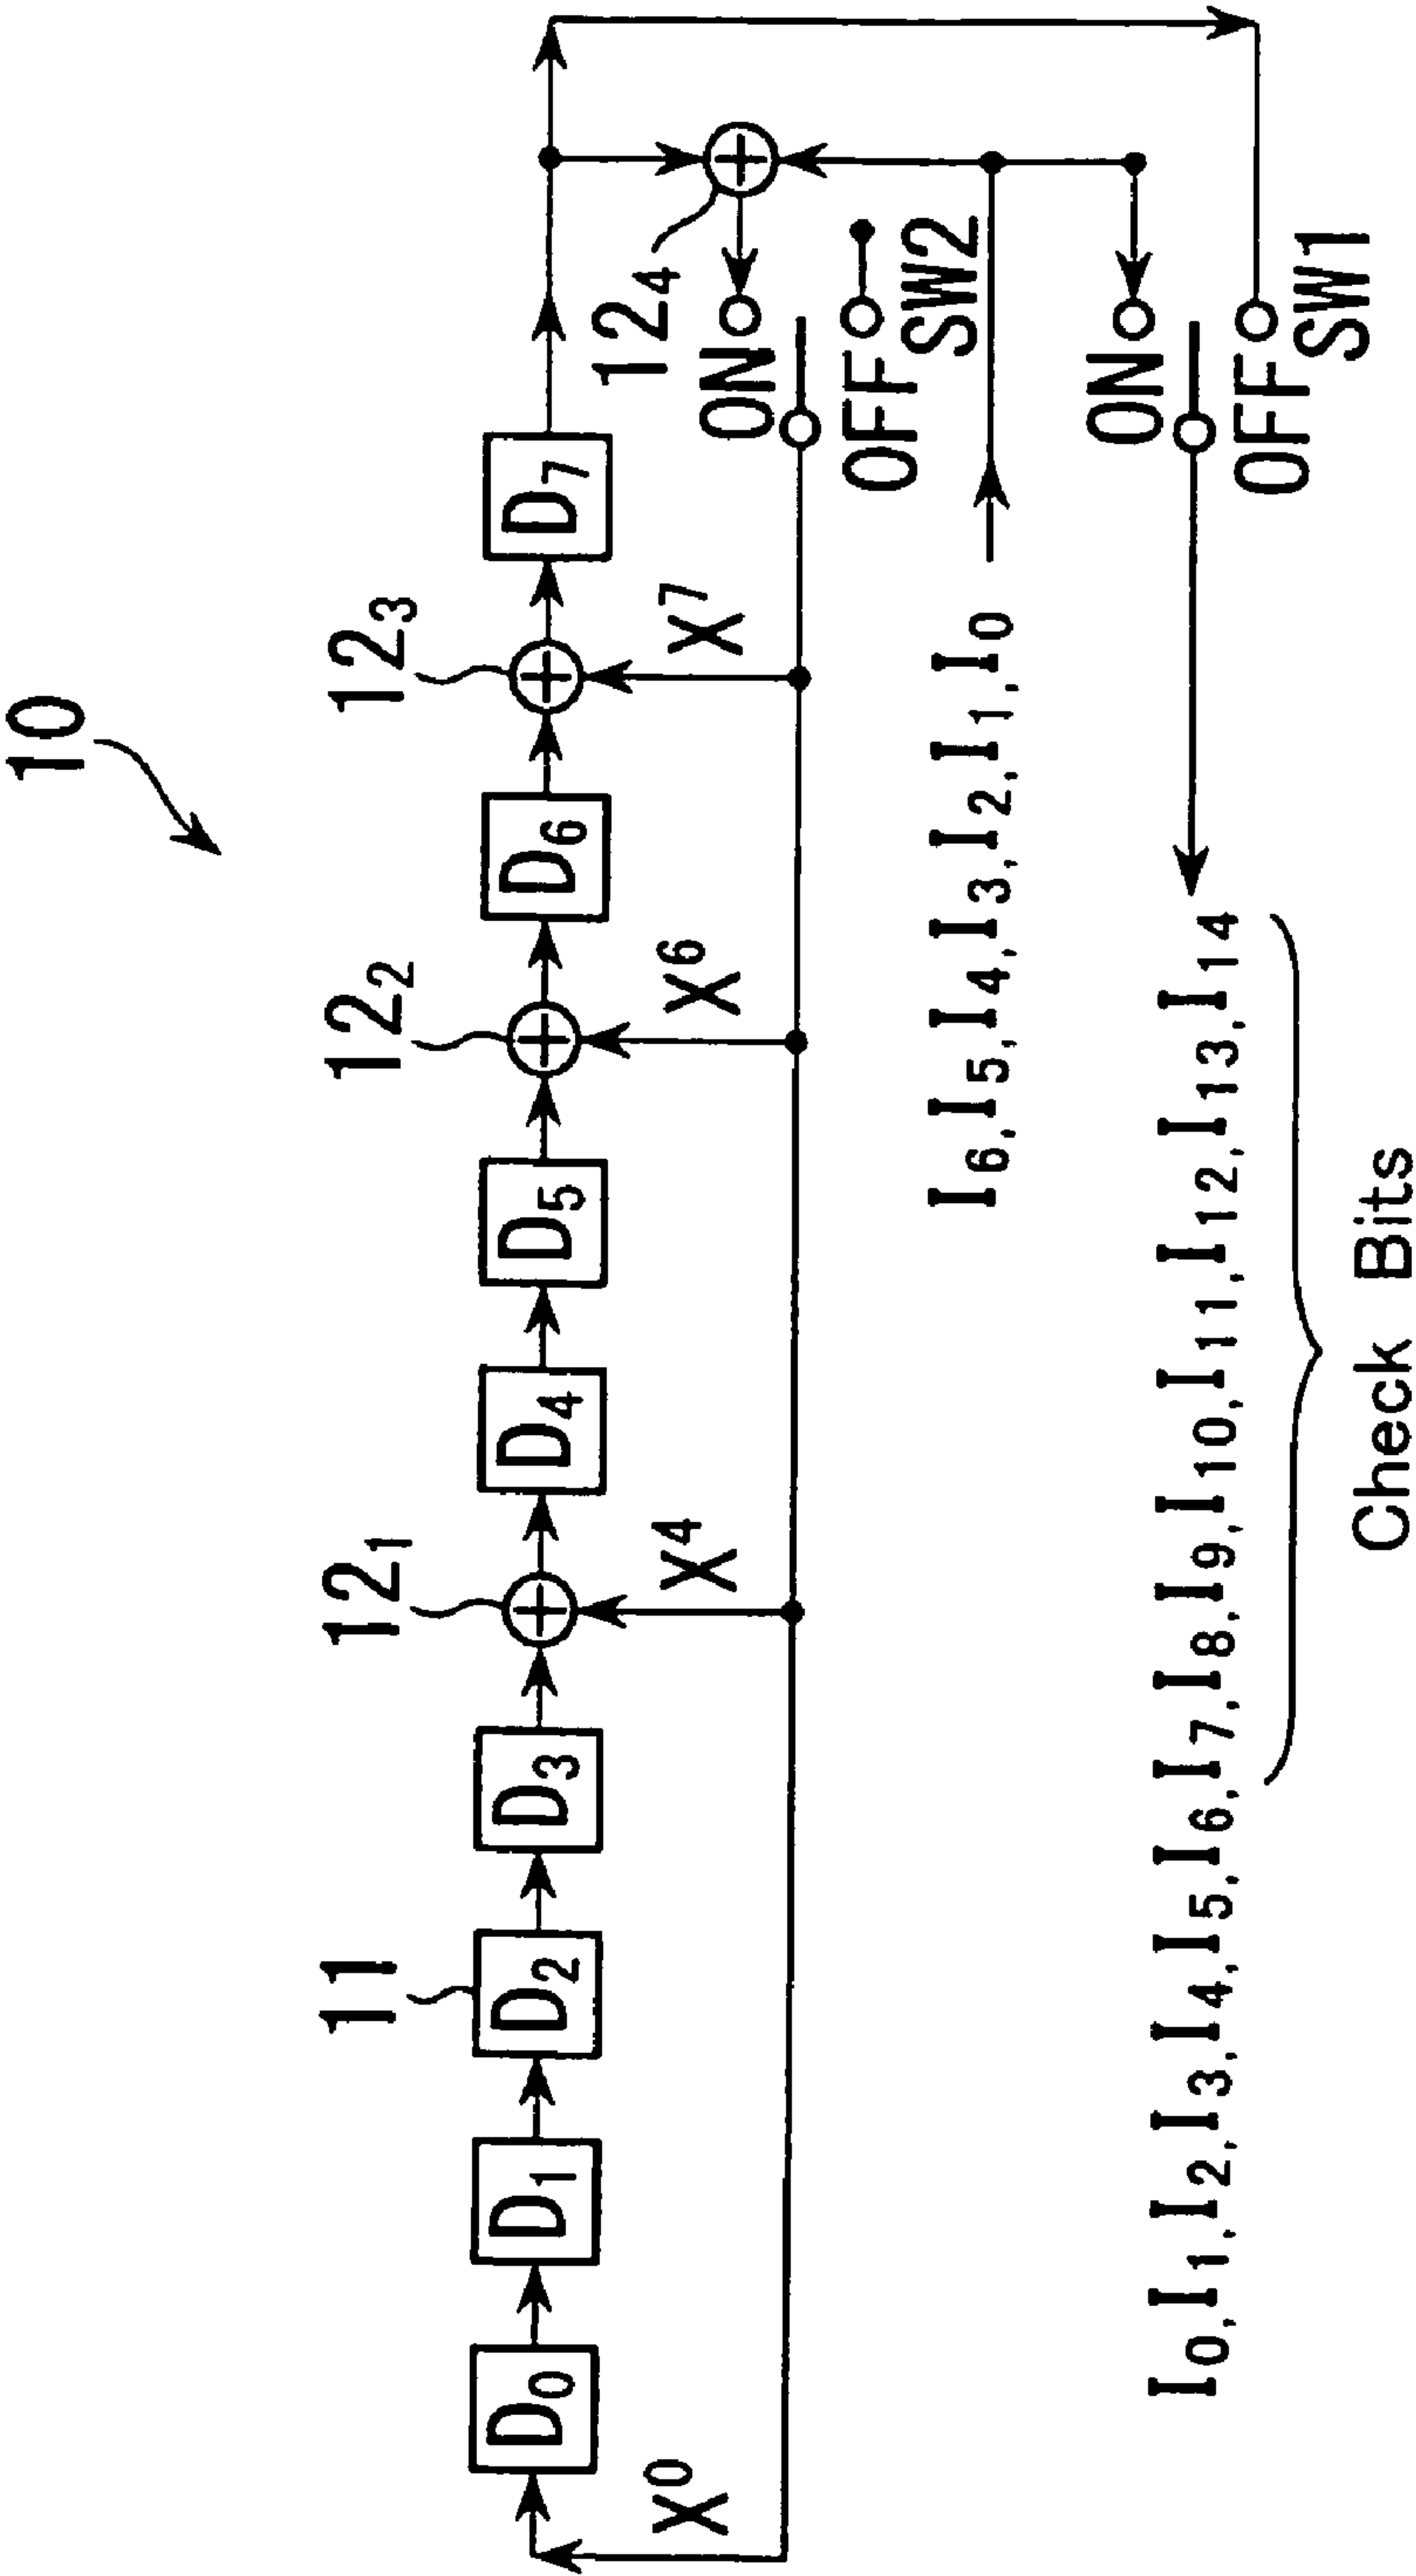 10
11
12₁
12₂
12₃
D₀
D₁
D₂
D₃
D₄
D₅
D₆
D₇
X⁰
X⁴
X⁶
X⁷
12₄
ON
OFF
SW2
I₆, I₅, I₄, I₃, I₂, I₁, I₀
ON
OFF
SW1
I₀, I₁, I₂, I₃, I₄, I₅, I₆, I₇, I₈, I₉, I₁₀, I₁₁, I₁₂, I₁₃, I₁₄
Check Bits